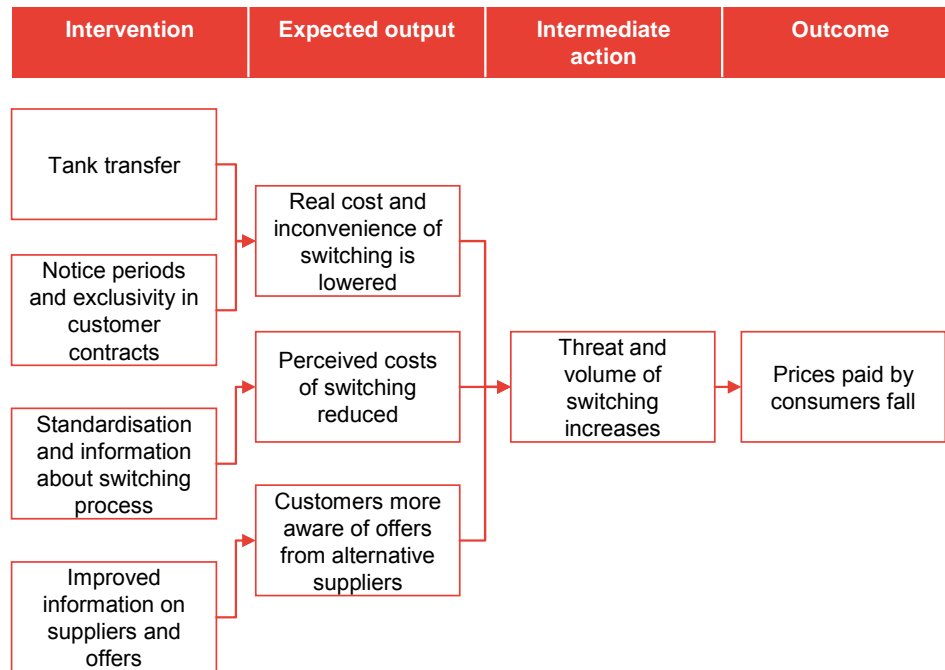 Intervention
Expected output
Intermediate
action
Outcome
Tank transfer
Notice periods
and exclusivity in
customer
contracts
Standardisation
and information
about switching
process
Improved
information on
suppliers and
offers
Real cost and
inconvenience of
switching is
lowered
Perceived costs
of switching
reduced
Customers more
aware of offers
from alternative
suppliers
Threat and
volume of
switching
increases
Prices paid by
consumers fall